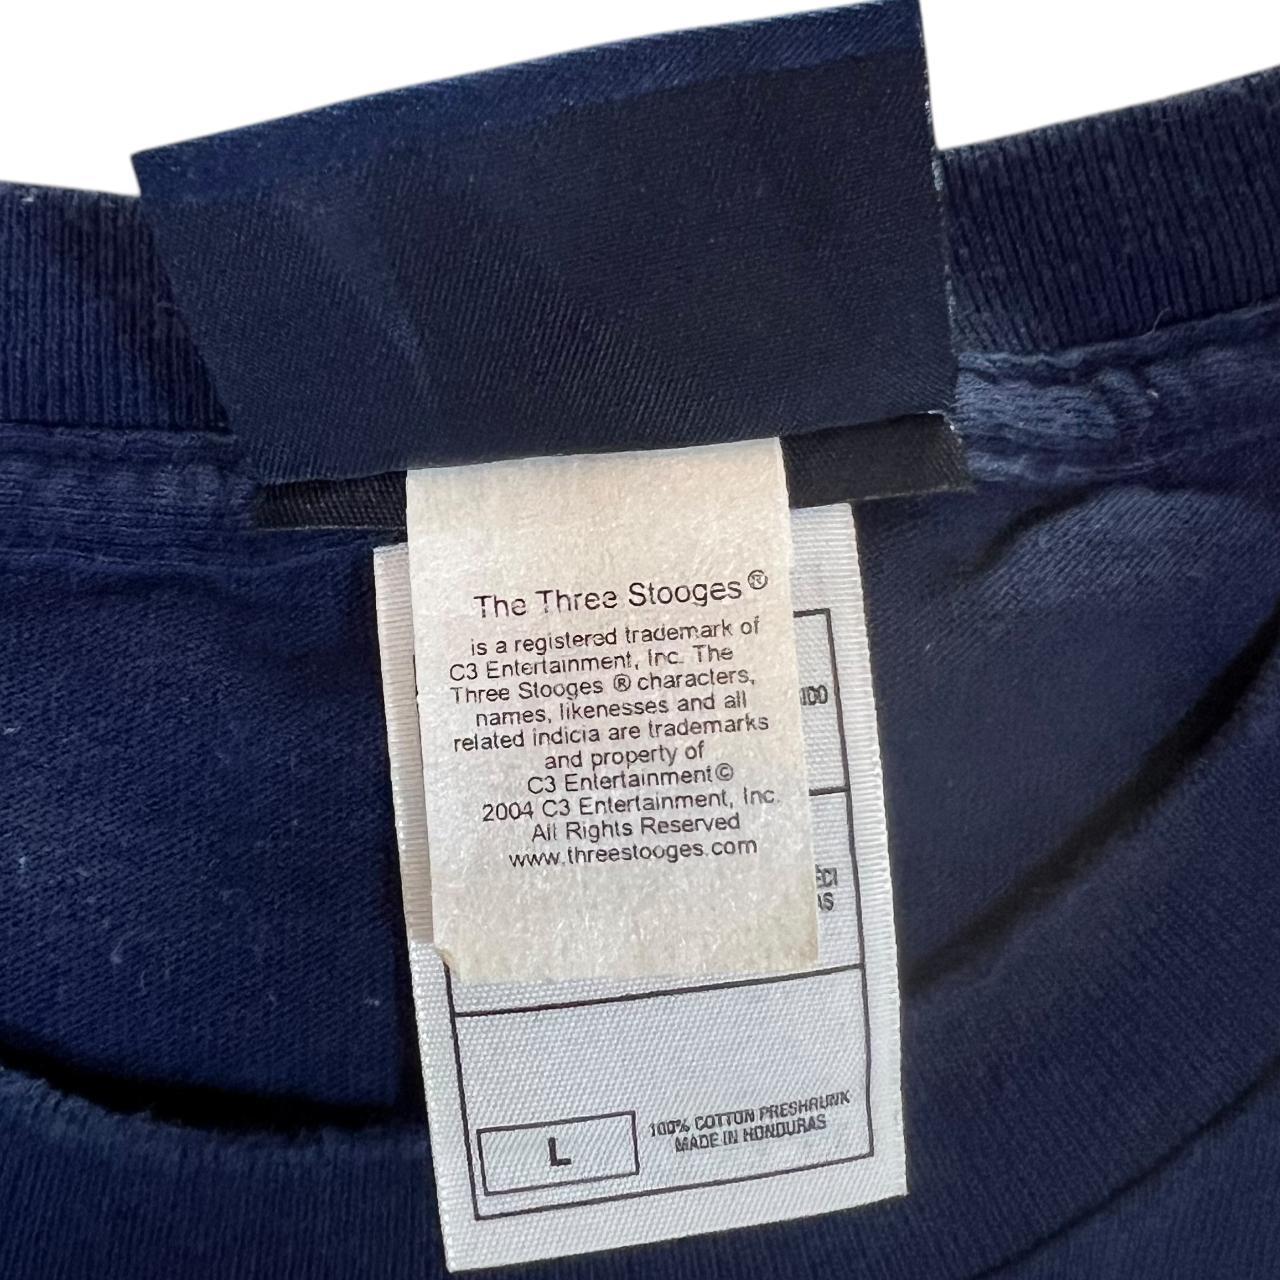 The Three Stooges ®
is a registered trademark of
C3 Entertainment, Inc. The
Three Stooges ® characters,
names, likenesses and all
related indicia are trademarks
and property of
C3 Entertainment©
2004 C3 Entertainment, Inc.
All Rights Reserved
www.threestooges.com
L
100% COTTON PRESHRUNK
MADE IN HONDURAS